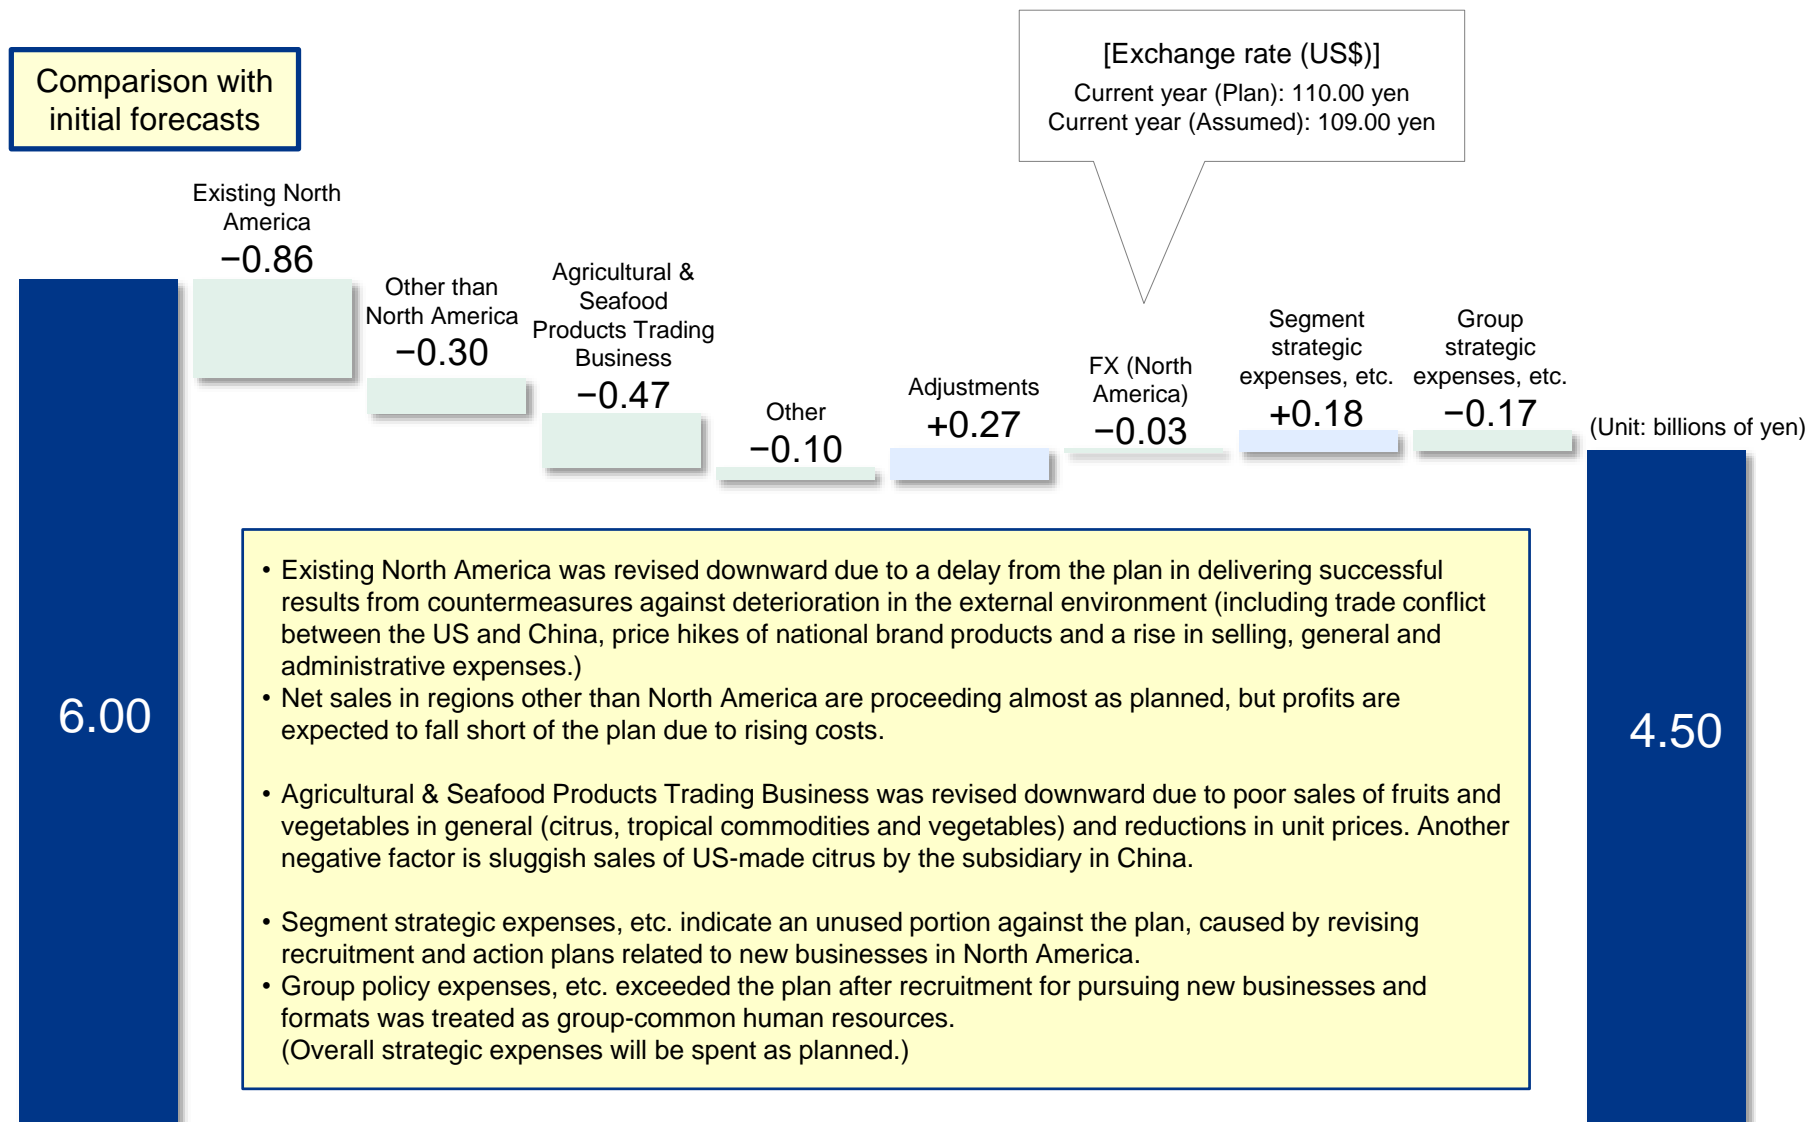 Comparison with
initial forecasts
[Exchange rate (US$)]
Current year (Plan): 110.00 yen
Current year (Assumed): 109.00 yen
Existing North
America
−0.86
Other than
North America
−0.30
Agricultural &
Seafood
Products Trading
Business
−0.47
Other
−0.10
Adjustments
+0.27
FX (North
America)
−0.03
Segment
strategic
expenses, etc.
+0.18
Group
strategic
expenses, etc.
−0.17
(Unit: billions of yen)
6.00
• Existing North America was revised downward due to a delay from the plan in delivering successful
results from countermeasures against deterioration in the external environment (including trade conflict
between the US and China, price hikes of national brand products and a rise in selling, general and
administrative expenses.)
• Net sales in regions other than North America are proceeding almost as planned, but profits are
expected to fall short of the plan due to rising costs.
• Agricultural & Seafood Products Trading Business was revised downward due to poor sales of fruits and
vegetables in general (citrus, tropical commodities and vegetables) and reductions in unit prices. Another
negative factor is sluggish sales of US-made citrus by the subsidiary in China.
• Segment strategic expenses, etc. indicate an unused portion against the plan, caused by revising
recruitment and action plans related to new businesses in North America.
• Group policy expenses, etc. exceeded the plan after recruitment for pursuing new businesses and
formats was treated as group-common human resources.
(Overall strategic expenses will be spent as planned.)
4.50